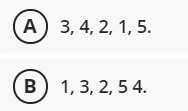 A 3, 4, 2, 1, 5.
B 1, 3, 2, 5 4.